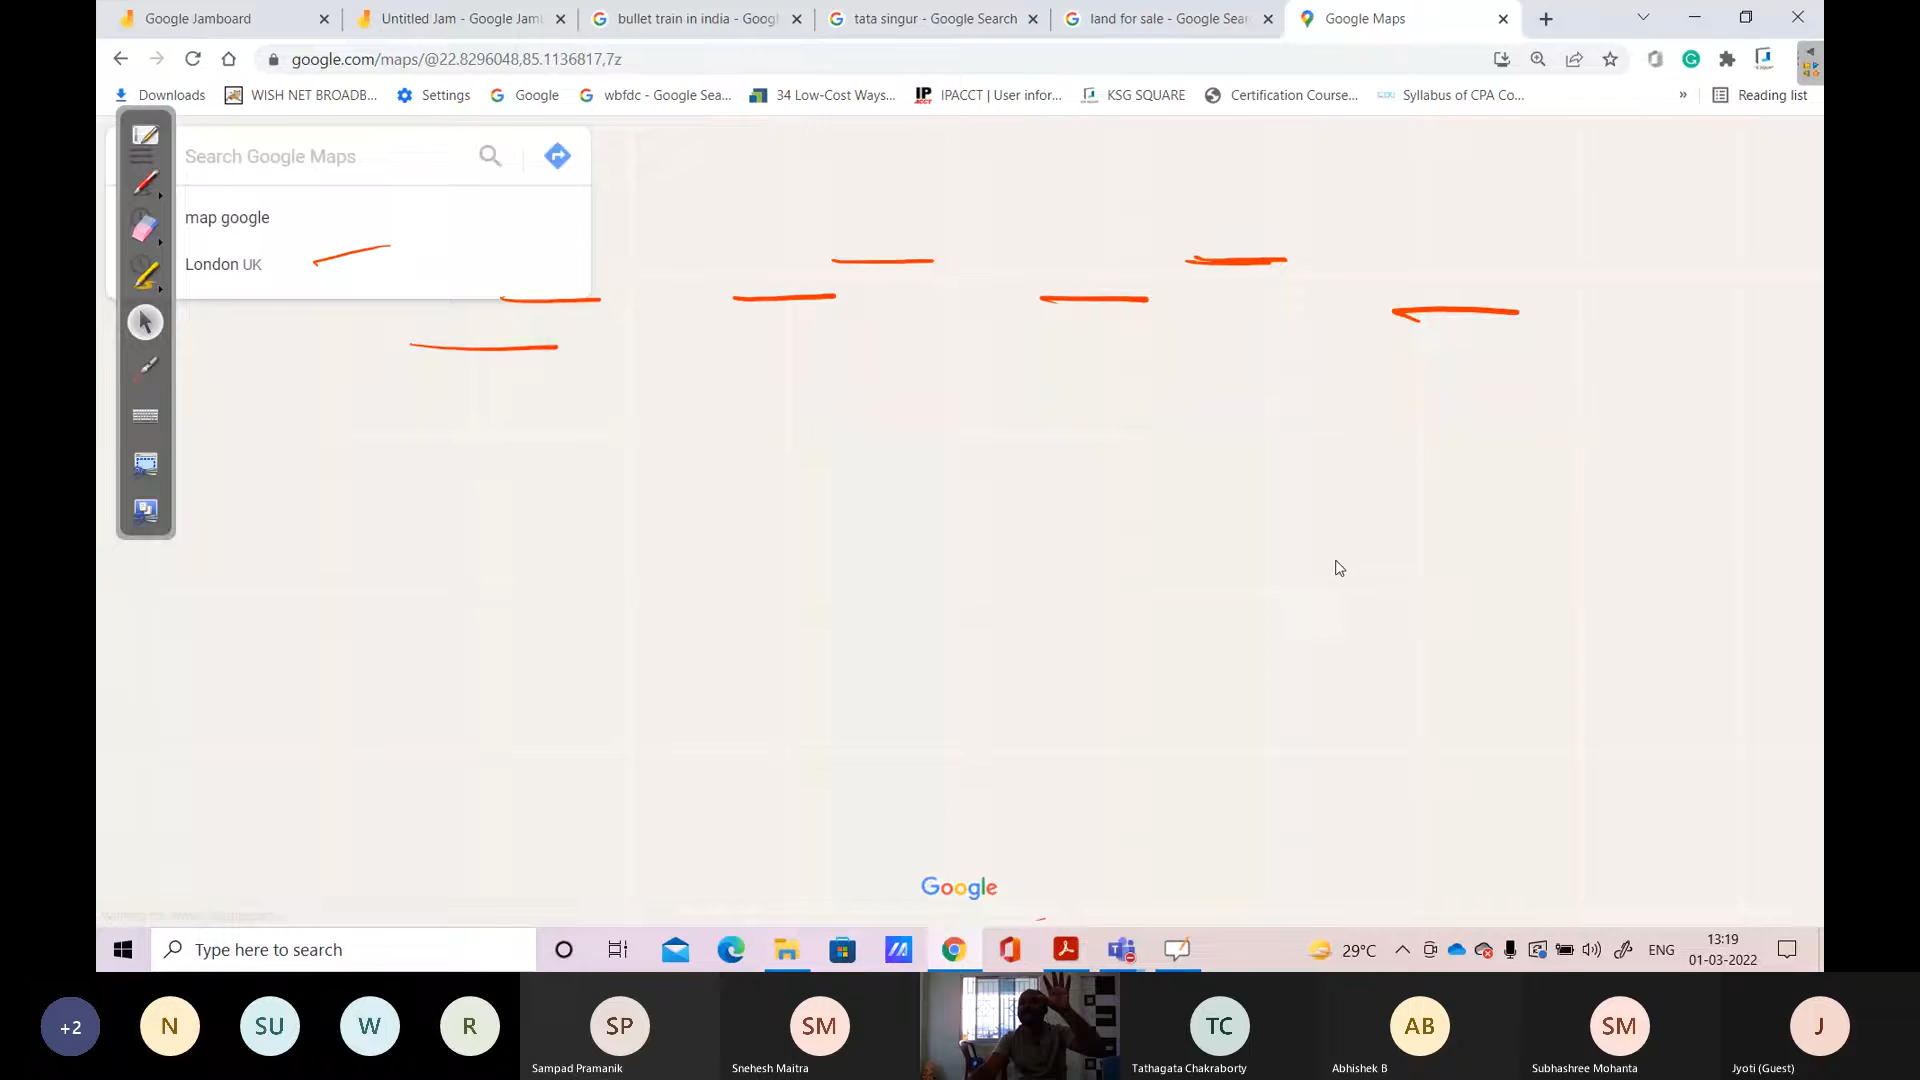 Google Jamboard
Untitled Jam - Google Jam
bullet train in india - Goog
tata singur - Google Search
land for sale - Google Sear
Google Maps
google.com/maps/@22.8296048,85.1136817,7z
Downloads
WISH NET BROADB...
Settings
Google
wbfdc - Google Sea...
34 Low-Cost Ways...
IP ACCT
IPACCT | User infor...
KSG SQUARE
Certification Course...
Syllabus of CPA Co...
»
Reading list
Search Google Maps
map google
London UK
Google
Type here to search
29°C
ENG
13:19
01-03-2022
+2
N
SU
W
R
SP
Sampad Pramanik
SM
Snehesh Maitra
TC
Tathagata Chakraborty
AB
Abhishek B
SM
Subhashree Mohanta
J
Jyoti (Guest)